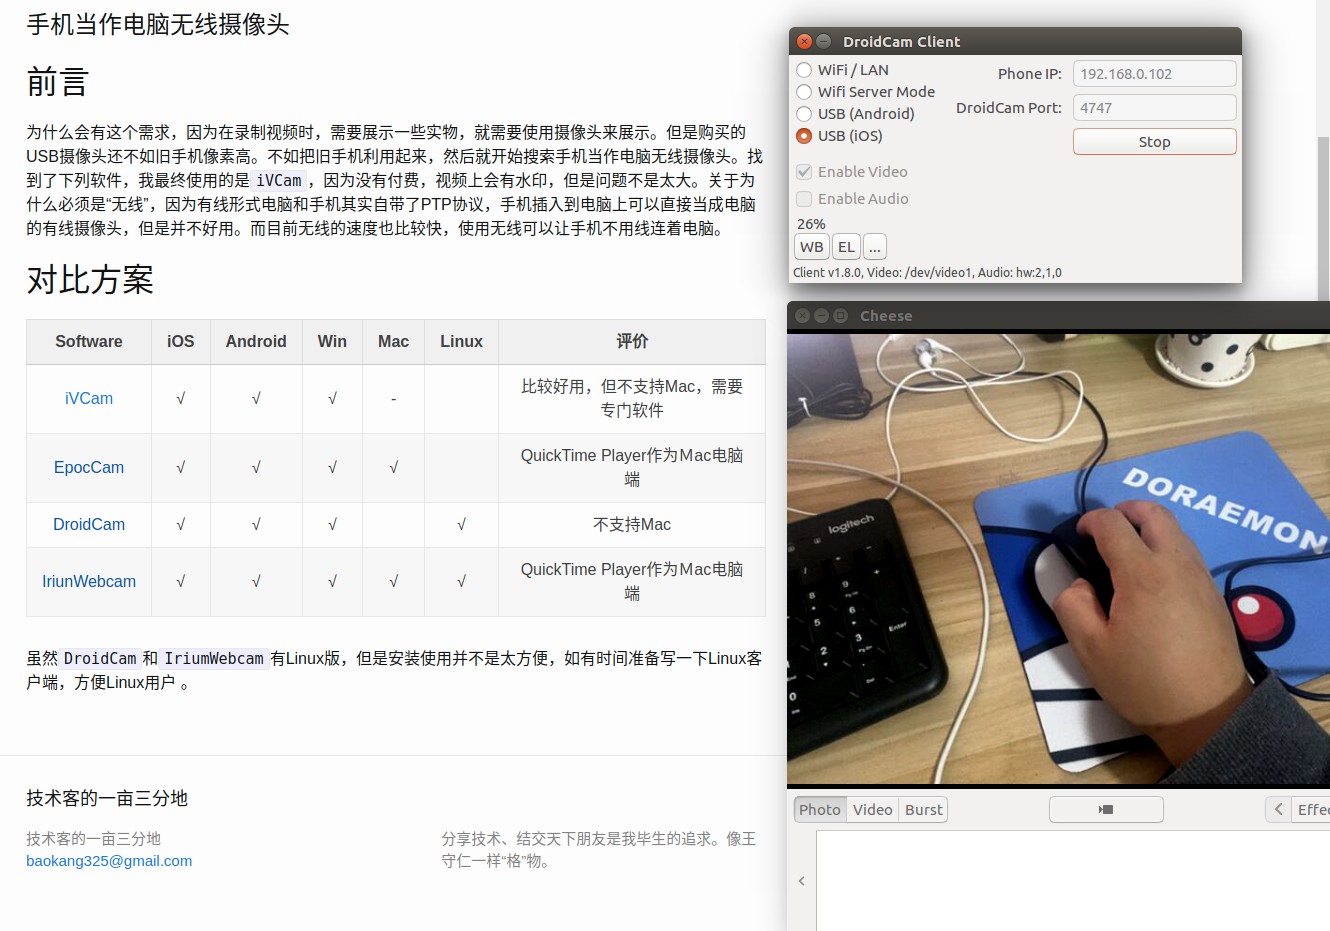 手机当作电脑无线摄像头
前言
为什么会有这个需求，因为在录制视频时，需要展示一些实物，就需要使用摄像头来展示。但是购买的
USB摄像头还不如旧手机像素高。不如把旧手机利用起来，然后就开始搜索手机当作电脑无线摄像头。找
到了下列软件，我最终使用的是 iVCam ，因为没有付费，视频上会有水印，但是问题不是太大。关于为
什么必须是“无线”，因为有线形式电脑和手机其实自带了PTP协议，手机插入到电脑上可以直接当成电脑
的有线摄像头，但是并不好用。而目前无线的速度也比较快，使用无线可以让手机不用线连着电脑。
对比方案
Software iOS Android Win Mac Linux 评价
iVCam √ √ √ - 比较好用，但不支持Mac，需要
专门软件
EpocCam √ √ √ √ QuickTime Player作为Mac电脑
端
DroidCam √ √ √ √ 不支持Mac
IriunWebcam √ √ √ √ √ QuickTime Player作为Mac电脑
端
虽然 DroidCam 和 IriumWebcam 有Linux版，但是安装使用并不是太方便，如有时间准备写一下Linux客
户端，方便Linux用户 。
技术客的一亩三分地
技术客的一亩三分地
baokang325@gmail.com
分享技术、结交天下朋友是我毕生的追求。像王
守仁一样“格”物。
DroidCam Client
WiFi / LAN
Wifi Server Mode
USB (Android)
USB (iOS)
Phone IP: 192.168.0.102
DroidCam Port: 4747
Stop
Enable Video
Enable Audio
26%
WB EL ...
Client v1.8.0, Video: /dev/video1, Audio: hw:2,1,0
Cheese
DORAEMON
logitech
8
9
5
6
2
3
0
Enter
Photo Video Burst
Effec